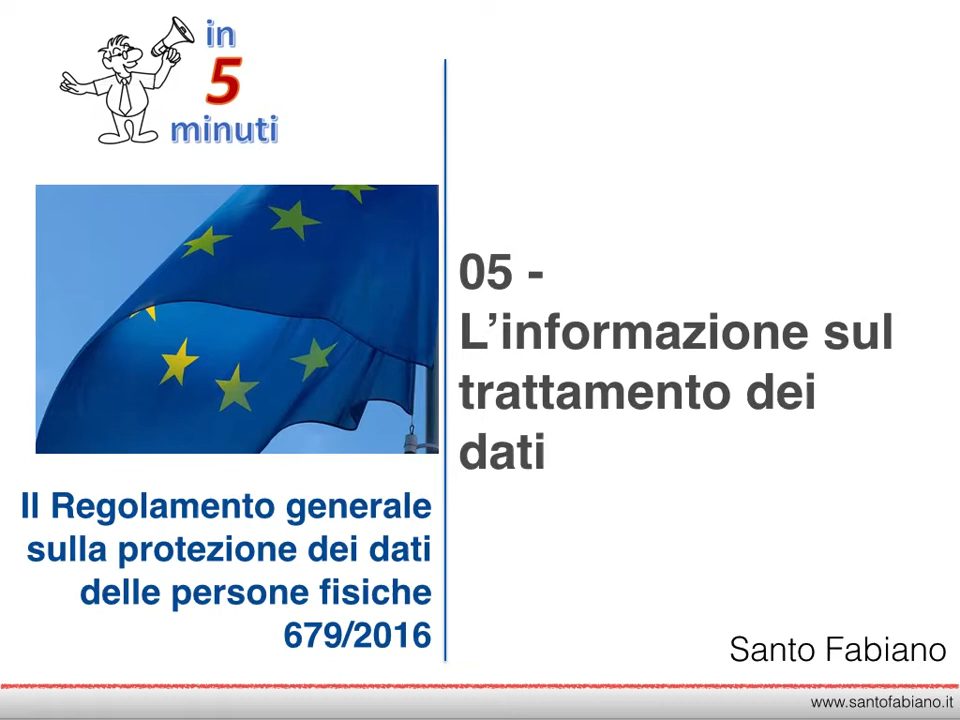 in
5
minuti
Il Regolamento generale
sulla protezione dei dati
delle persone fisiche
679/2016
05 -
L’informazione sul
trattamento dei
dati
Santo Fabiano
www.santofabiano.it